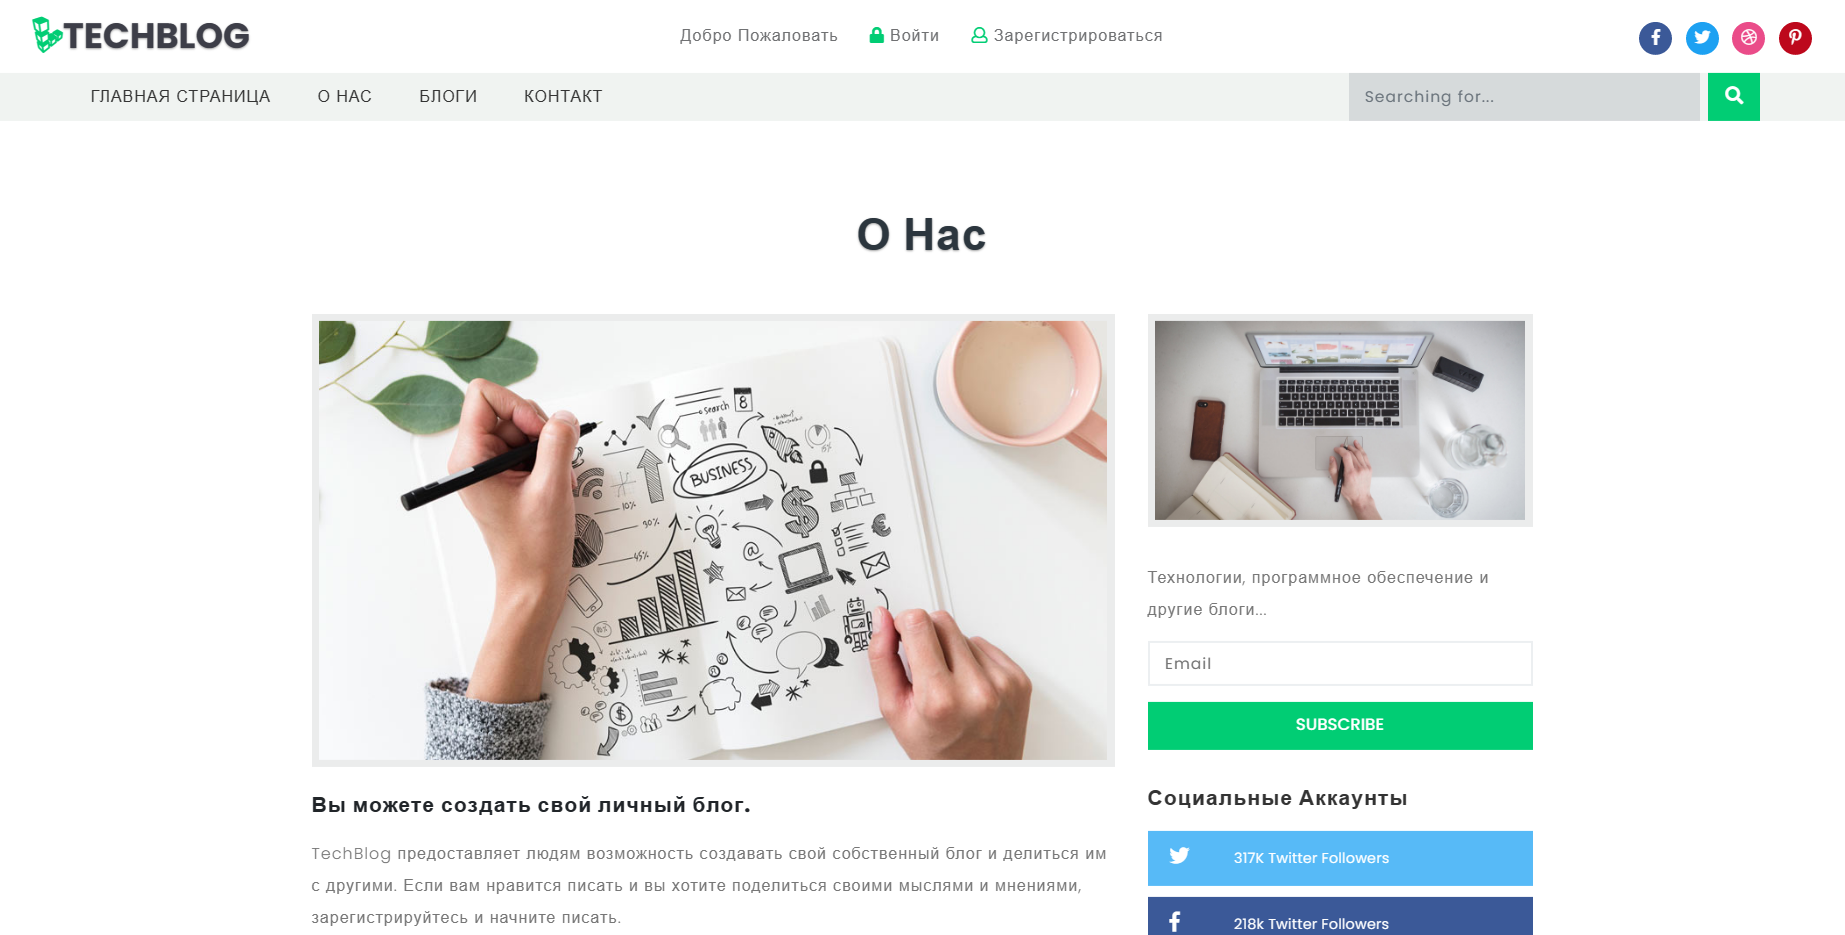 TECHBLOG
Добро Пожаловать
Войти
Зарегистрироваться
ГЛАВНАЯ СТРАНИЦА
О НАС
БЛОГИ
КОНТАКТ
Searching for...
О Нас
search
8
BUSINESS
10%
30%
45%
Технологии, программное обеспечение и
другие блоги...
Email
SUBSCRIBE
Вы можете создать свой личный блог.
TechBlog предоставляет людям возможность создавать свой собственный блог и делиться им
с другими. Если вам нравится писать и вы хотите поделиться своими мыслями и мнениями,
зарегистрируйтесь и начните писать.
Социальные Аккаунты
317K Twitter Followers
218k Twitter Followers